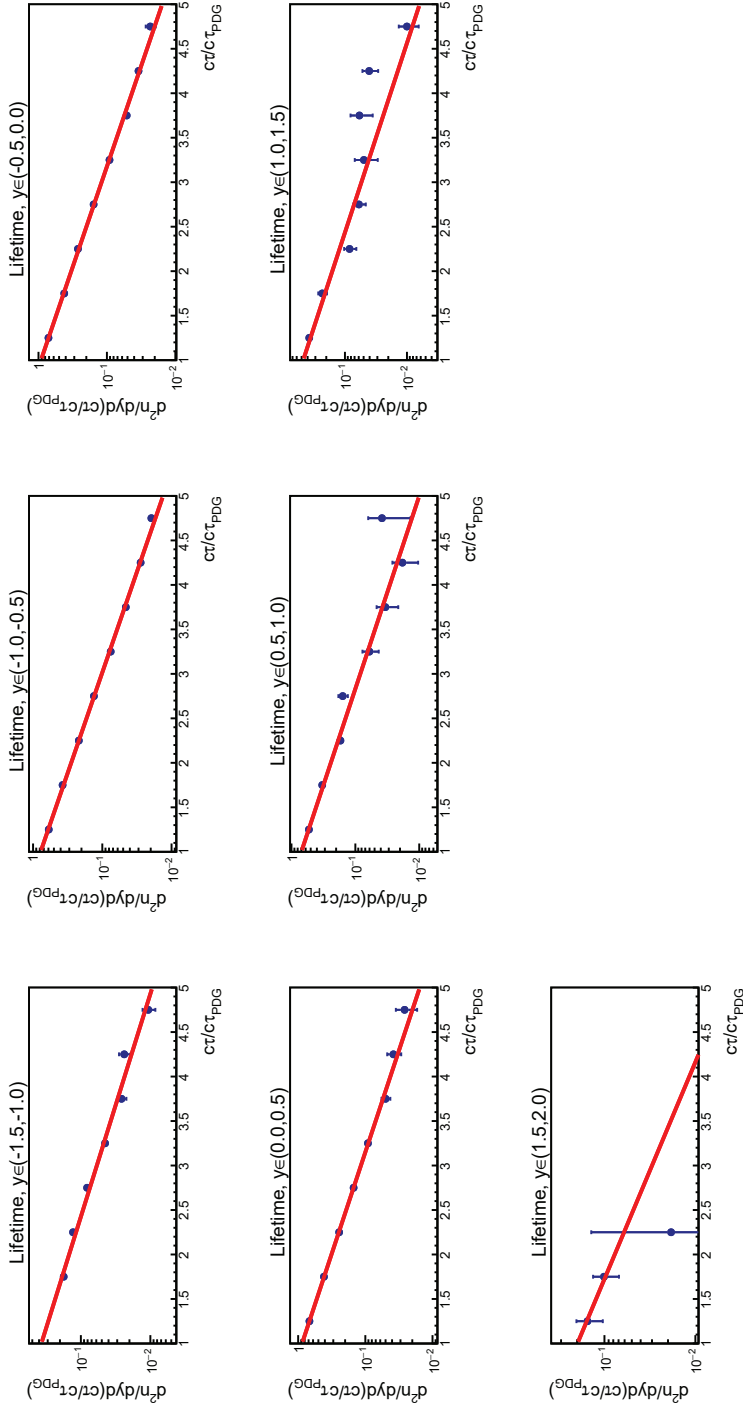 Lifetime, y∈(-1.5,-1.0)
d²n/dyd(cτ/cτ_PDG)
10⁻¹
10⁻²
1 1.5 2 2.5 3 3.5 4 4.5 5
cτ/cτ_PDG
Lifetime, y∈(-1.0,-0.5)
d²n/dyd(cτ/cτ_PDG)
1
10⁻¹
10⁻²
1 1.5 2 2.5 3 3.5 4 4.5 5
cτ/cτ_PDG
Lifetime, y∈(-0.5,0.0)
d²n/dyd(cτ/cτ_PDG)
1
10⁻¹
10⁻²
1 1.5 2 2.5 3 3.5 4 4.5 5
cτ/cτ_PDG
Lifetime, y∈(0.0,0.5)
d²n/dyd(cτ/cτ_PDG)
1
10⁻¹
10⁻²
1 1.5 2 2.5 3 3.5 4 4.5 5
cτ/cτ_PDG
Lifetime, y∈(0.5,1.0)
d²n/dyd(cτ/cτ_PDG)
1
10⁻¹
10⁻²
1 1.5 2 2.5 3 3.5 4 4.5 5
cτ/cτ_PDG
Lifetime, y∈(1.0,1.5)
d²n/dyd(cτ/cτ_PDG)
10⁻¹
10⁻²
1 1.5 2 2.5 3 3.5 4 4.5 5
cτ/cτ_PDG
Lifetime, y∈(1.5,2.0)
d²n/dyd(cτ/cτ_PDG)
10⁻¹
10⁻²
1 1.5 2 2.5 3 3.5 4 4.5 5
cτ/cτ_PDG